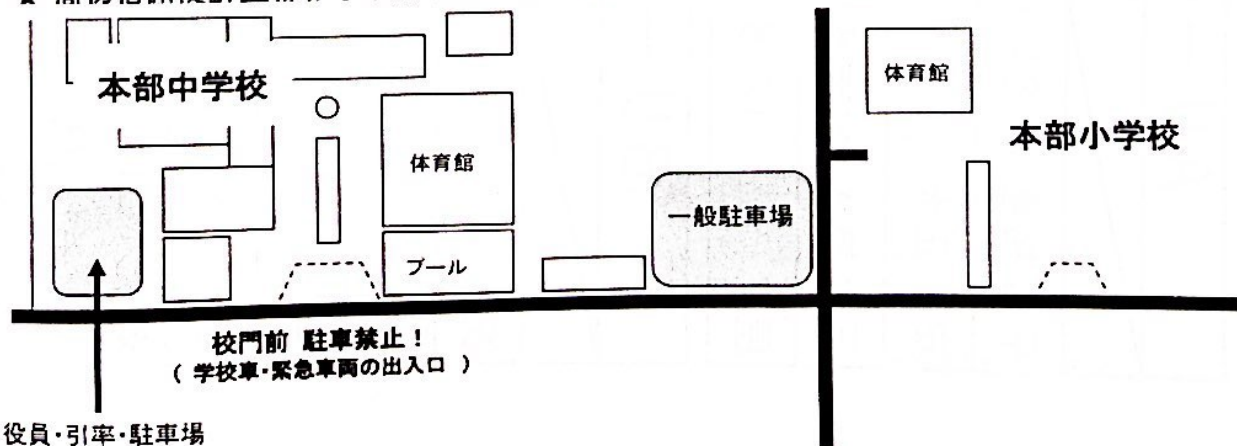 本部中学校
体育館
プール
一般駐車場
体育館
本部小学校
校門前 駐車禁止！
（ 学校車・緊急車両の出入口 ）
役員・引率・駐車場